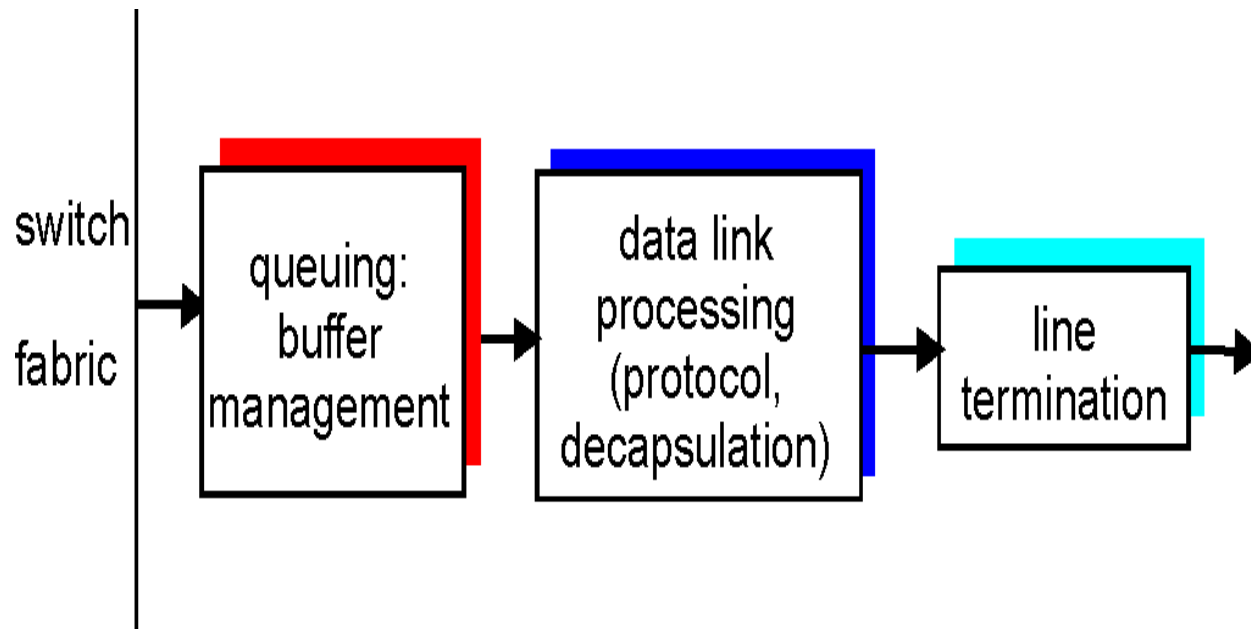 switch
fabric
queuing:
buffer
management
data link
processing
(protocol,
decapsulation)
line
termination